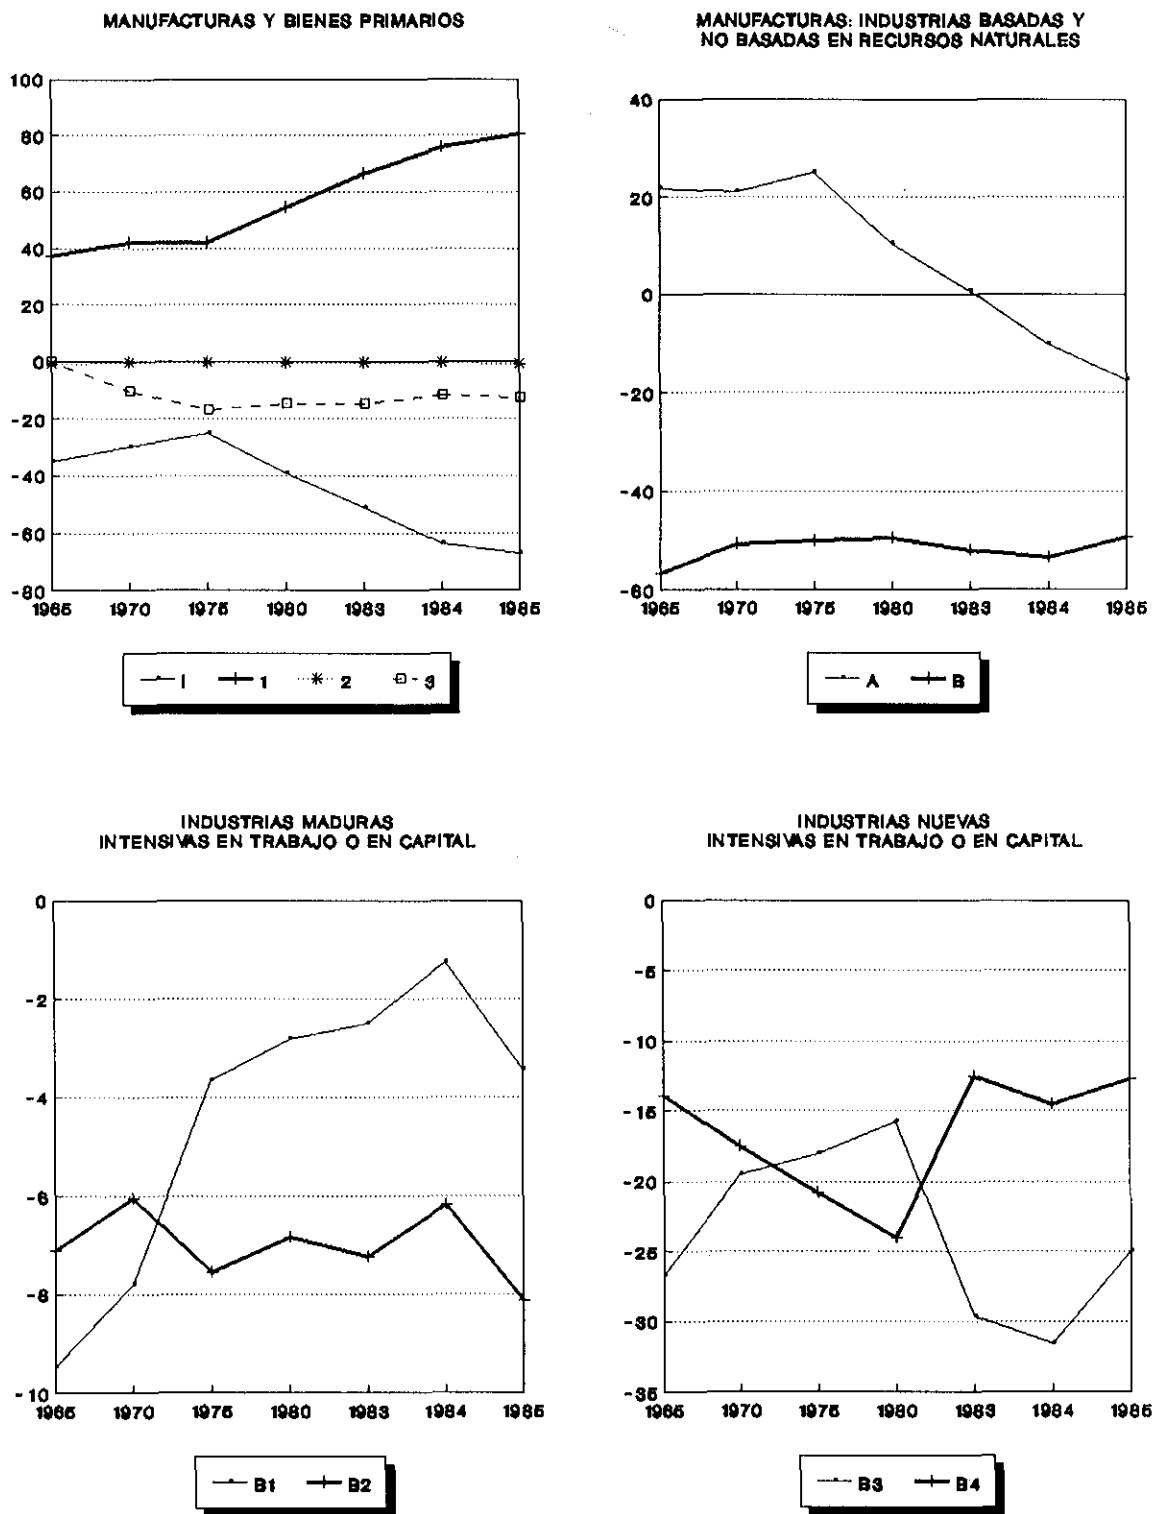 MANUFACTURAS Y BIENES PRIMARIOS
100
80
60
40
20
0
-20
-40
-60
-80
1965 1970 1975 1980 1983 1984 1985
I 1 2 3
MANUFACTURAS: INDUSTRIAS BASADAS Y
NO BASADAS EN RECURSOS NATURALES
40
20
0
-20
-40
-60
1965 1970 1975 1980 1983 1984 1985
A B
INDUSTRIAS MADURAS
INTENSIVAS EN TRABAJO O EN CAPITAL
0
-2
-4
-6
-8
-10
1965 1970 1975 1980 1983 1984 1985
B1 B2
INDUSTRIAS NUEVAS
INTENSIVAS EN TRABAJO O EN CAPITAL
0
-5
-10
-15
-20
-25
-30
-35
1965 1970 1975 1980 1983 1984 1985
B3 B4